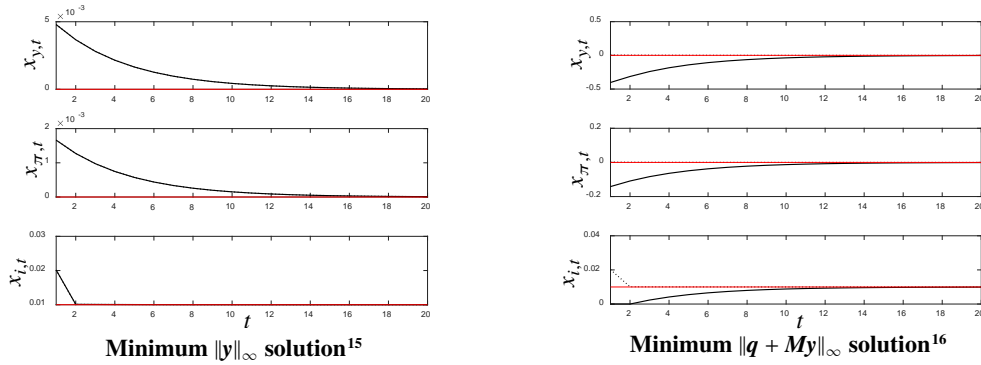 × 10⁻³
5
0
2 4 6 8 10 12 14 16 18 20
x_{y,t}
× 10⁻³
2
1
0
2 4 6 8 10 12 14 16 18 20
x_{π,t}
0.03
0.02
0.01
2 4 6 8 10 12 14 16 18 20
x_{i,t}
t
Minimum ‖y‖∞ solution¹⁵
0.5
0
-0.5
2 4 6 8 10 12 14 16 18 20
x_{y,t}
0.2
0
-0.2
2 4 6 8 10 12 14 16 18 20
x_{π,t}
0.04
0.02
0
2 4 6 8 10 12 14 16 18 20
x_{i,t}
t
Minimum ‖q + My‖∞ solution¹⁶